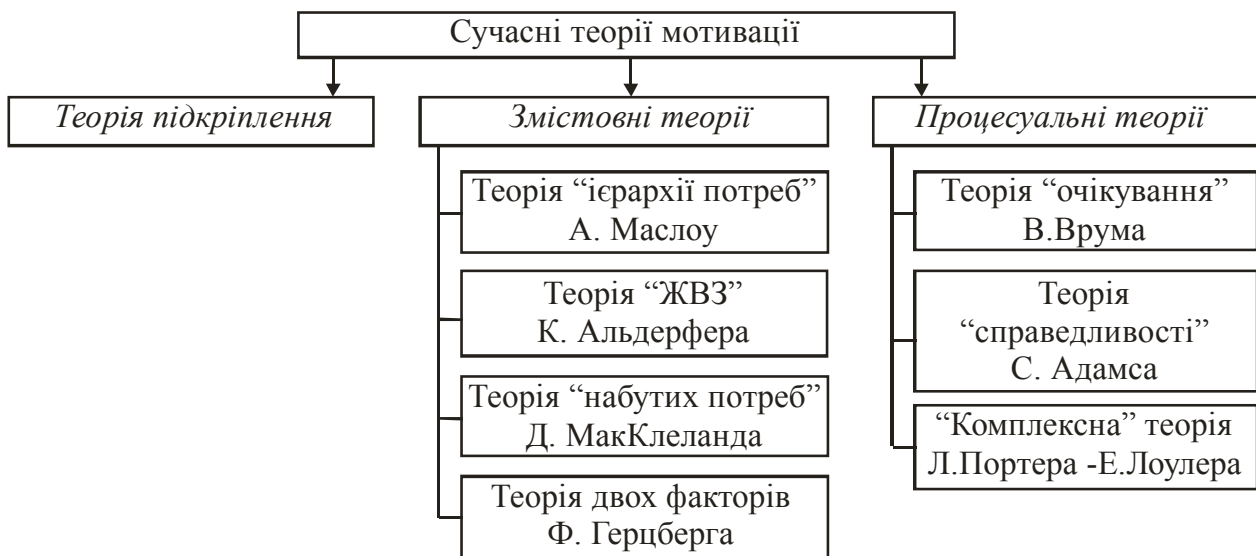 Сучасні теорії мотивації
Теорія підкріплення
Змістовні теорії
Процесуальні теорії
Теорія “ієрархії потреб”
А. Маслоу
Теорія “ЖВЗ”
К. Альдерфера
Теорія “набутих потреб”
Д. МакКлеланда
Теорія двох факторів
Ф. Герцберга
Теорія “очікування”
В.Врума
Теорія
“справедливості”
С. Адамса
“Комплексна” теорія
Л.Портера -Е.Лоулера